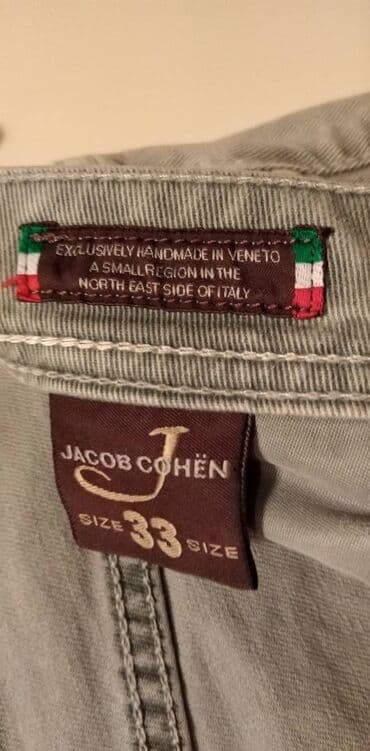 EXCLUSIVELY HANDMADE IN VENETO
A SMALL REGION IN THE
NORTH EAST SIDE OF ITALY
J
JACOB COHËN
SIZE 33 SIZE